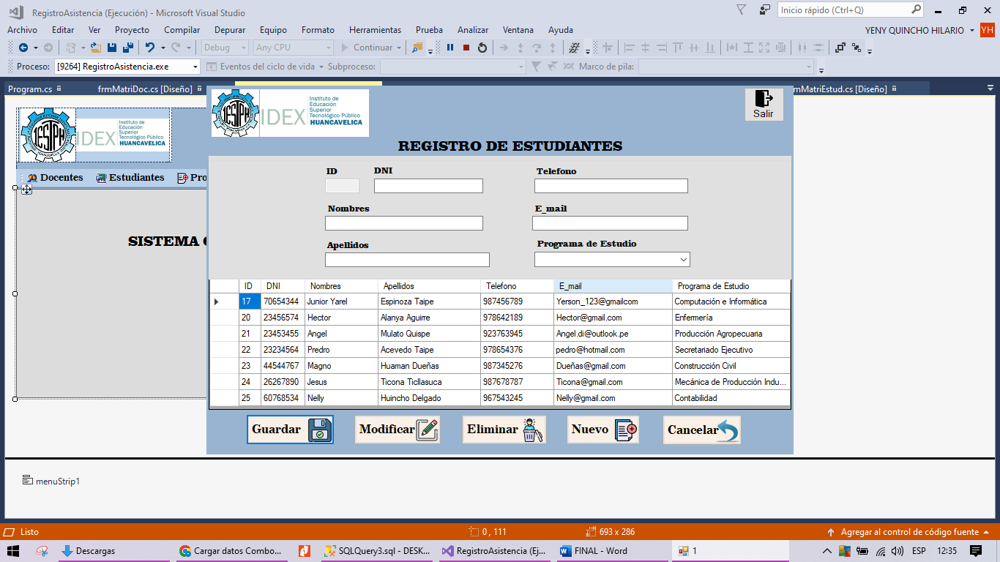 RegistroAsistencia (Ejecución) - Microsoft Visual Studio
Inicio rápido (Ctrl+Q)
Archivo Editar Ver Proyecto Compilar Depurar Equipo Formato Herramientas Prueba Analizar Ventana Ayuda
YENY QUINCHO HILARIO YH
Debug Any CPU Continuar
Proceso: [9264] RegistroAsistencia.exe Eventos del ciclo de vida Subproceso: Marco de pila:
Program.cs frmMatriDoc.cs [Diseño] mMatriEstud.cs [Diseño]
IESTPH IDEX Instituto de
Educación
Superior
Tecnológico Público
HUANCAVELICA
Docentes Estudiantes Pro
SISTEMA
IESTPH IDEX Instituto de
Educación
Superior
Tecnológico Público
HUANCAVELICA
Salir
REGISTRO DE ESTUDIANTES
ID DNI Telefono
Nombres E_mail
Apellidos Programa de Estudio
ID DNI Nombres Apellidos Telefono E_mail Programa de Estudio
17 70654344 Junior Yarel Espinoza Taipe 987456789 Yerson_123@gmailcom Computación e Informática
20 23456574 Hector Alanya Aguirre 978642189 Hector@gmail.com Enfermería
21 23453455 Angel Mulato Quispe 923763945 Angel.di@outlook.pe Producción Agropecuaria
22 23234564 Predro Acevedo Taipe 978654376 pedro@hotmail.com Secretariado Ejecutivo
23 44544767 Magno Huaman Dueñas 987345276 Dueñas@gmail.com Construcción Civil
24 26267890 Jesus Ticona Ticllasuca 987678787 Ticona@gmail.com Mecánica de Producción Indu...
25 60768534 Nelly Huincho Delgado 967543245 Nelly@gmail.com Contabilidad
Guardar Modificar Eliminar Nuevo Cancelar
menuStrip1
Listo 0 , 111 693 x 286 Agregar al control de código fuente
Descargas Cargar datos Combo... SQLQuery3.sql - DESK... RegistroAsistencia (Ej... FINAL - Word 1 ESP 12:35